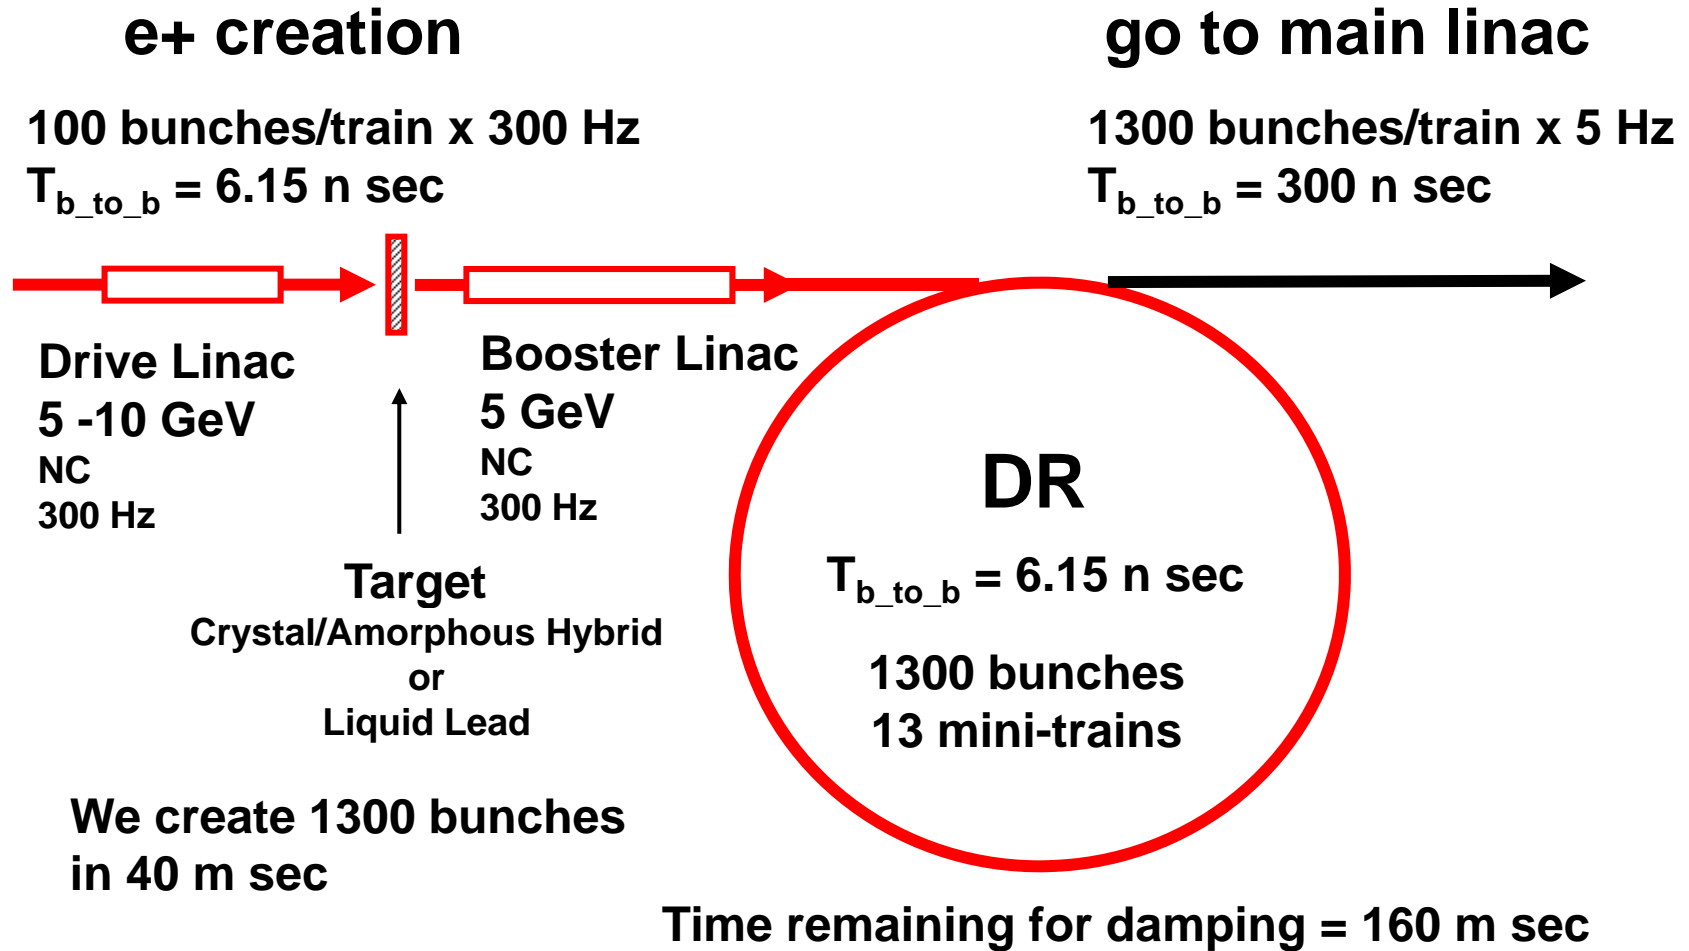 e+ creation
go to main linac
100 bunches/train x 300 Hz
T_b_to_b = 6.15 n sec
1300 bunches/train x 5 Hz
T_b_to_b = 300 n sec
Drive Linac
5 -10 GeV
NC
300 Hz
Booster Linac
5 GeV
NC
300 Hz
Target
Crystal/Amorphous Hybrid
or
Liquid Lead
DR
T_b_to_b = 6.15 n sec
1300 bunches
13 mini-trains
We create 1300 bunches
in 40 m sec
Time remaining for damping = 160 m sec